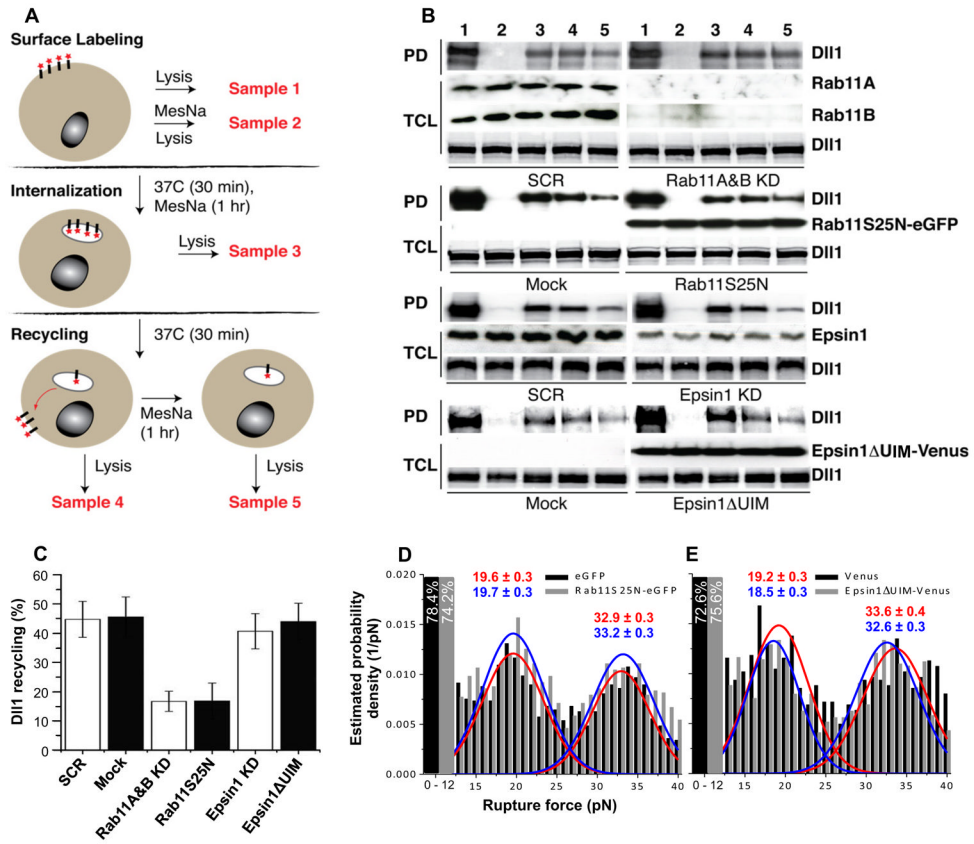 A
Surface Labeling
Lysis
Sample 1
MesNa
Sample 2
Lysis
Internalization
37C (30 min),
MesNa (1 hr)
Lysis
Sample 3
Recycling
37C (30 min)
MesNa
(1 hr)
Lysis
Lysis
Sample 4
Sample 5
B
1 2 3 4 5 1 2 3 4 5
PD
Dll1
Rab11A
TCL
Rab11B
Dll1
SCR
Rab11A&B KD
PD
Dll1
Rab11S25N-eGFP
TCL
Dll1
Mock
Rab11S25N
PD
Dll1
Epsin1
TCL
Dll1
SCR
Epsin1 KD
PD
Dll1
Epsin1ΔUIM-Venus
TCL
Dll1
Mock
Epsin1ΔUIM
C
Dll1 recycling (%)
60
50
40
30
20
10
0
SCR
Mock
Rab11A&B KD
Rab11S25N
Epsin1 KD
Epsin1ΔUIM
D
Estimated probability
density (1/pN)
0.020
0.015
0.010
0.005
0.000
78.4%
74.2%
19.6 ± 0.3
19.7 ± 0.3
eGFP
Rab11S25N-eGFP
32.9 ± 0.3
33.2 ± 0.3
0 - 12 15 20 25 30 35 40
Rupture force (pN)
E
72.6%
75.6%
19.2 ± 0.3
18.5 ± 0.3
Venus
Epsin1ΔUIM-Venus
33.6 ± 0.4
32.6 ± 0.3
0 - 12 15 20 25 30 35 40